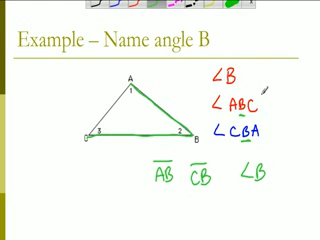 Example – Name angle B
A
1
3
2
B
∠B
∠ABC
∠CBA
AB CB ∠B